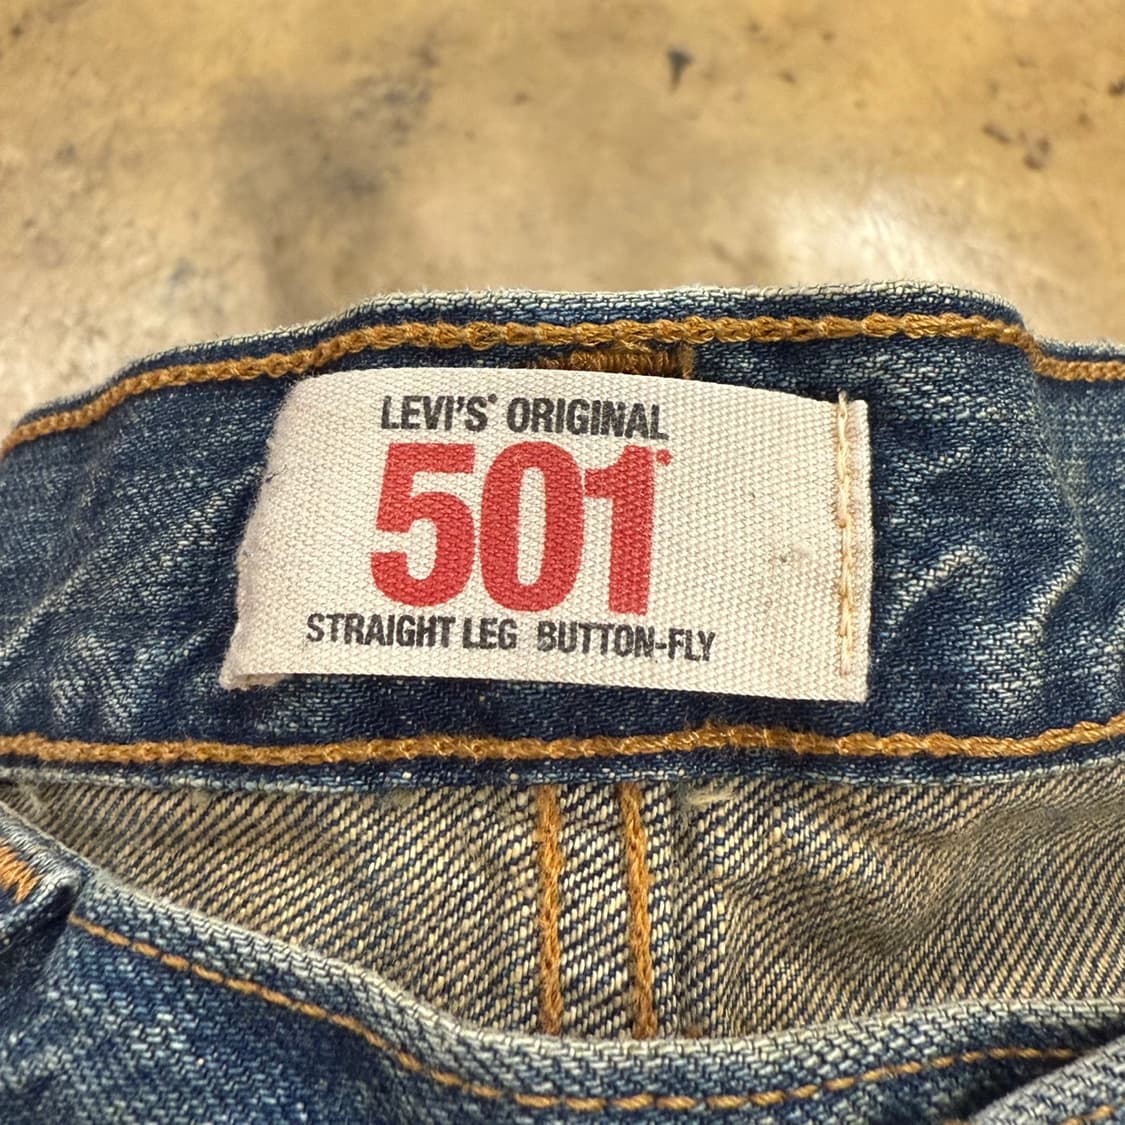 LEVI'S® ORIGINAL
501®
STRAIGHT LEG BUTTON-FLY